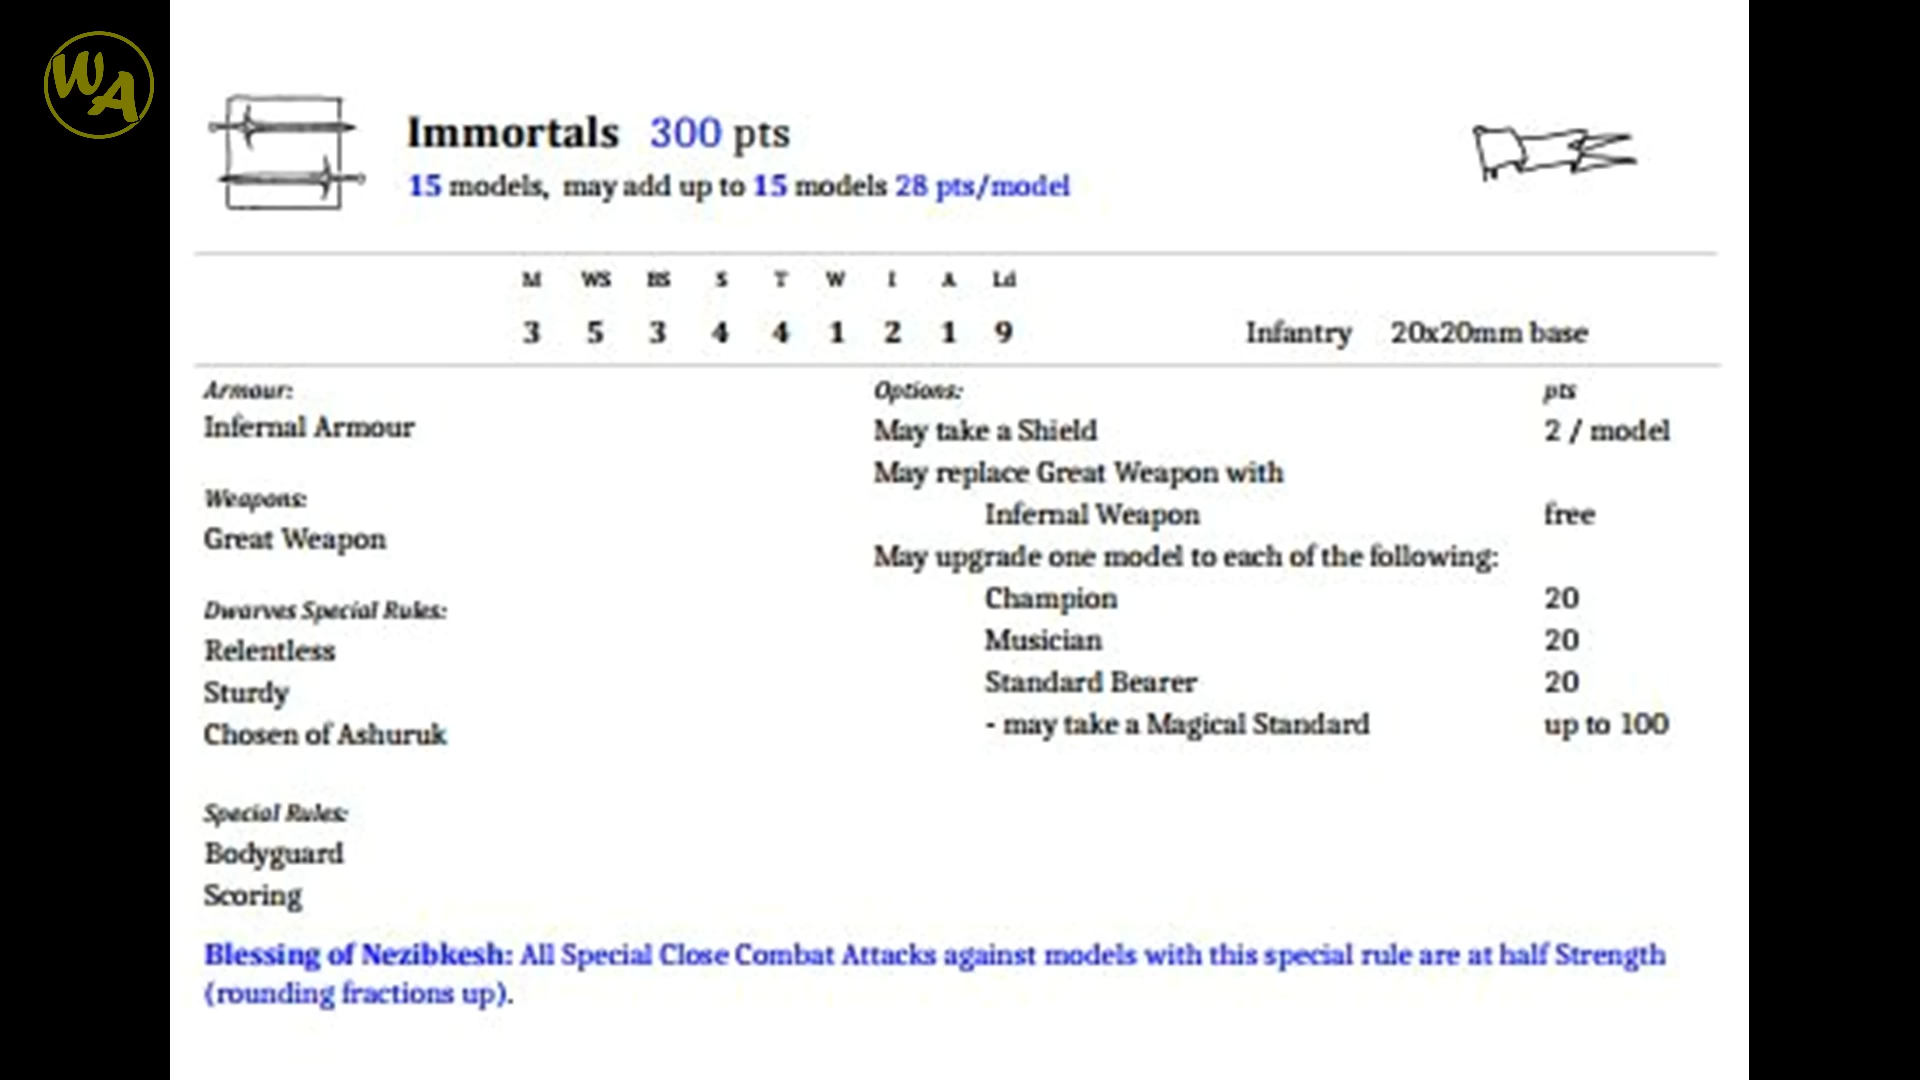 WA
Immortals 300 pts
15 models, may add up to 15 models 28 pts/model
M WS BS S T W I A Ld
3 5 3 4 4 1 2 1 9 Infantry 20x20mm base
Armour:
Infernal Armour
Weapons:
Great Weapon
Dwarves Special Rules:
Relentless
Sturdy
Chosen of Ashuruk
Special Rules:
Bodyguard
Scoring
Options: pts
May take a Shield 2 / model
May replace Great Weapon with
Infernal Weapon free
May upgrade one model to each of the following:
Champion 20
Musician 20
Standard Bearer 20
- may take a Magical Standard up to 100
Blessing of Nezibkesh: All Special Close Combat Attacks against models with this special rule are at half Strength
(rounding fractions up).